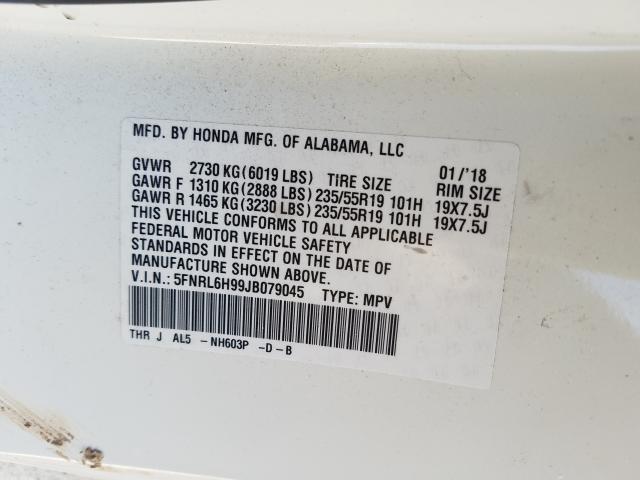 MFD. BY HONDA MFG. OF ALABAMA, LLC
GVWR 2730 KG(6019 LBS) TIRE SIZE 01/'18 RIM SIZE
GAWR F 1310 KG(2888 LBS)235/55R19 101H 19X7.5J
GAWR R 1465 KG(3230 LBS)235/55R19 101H 19X7.5J
THIS VEHICLE CONFORMS TO ALL APPLICABLE
FEDERAL MOTOR VEHICLE SAFETY
STANDARDS IN EFFECT ON THE DATE OF
MANUFACTURE SHOWN ABOVE.
V.I.N.: 5FNRL6H99JB079045 TYPE: MPV
THR J AL5 - NH603P -D-B